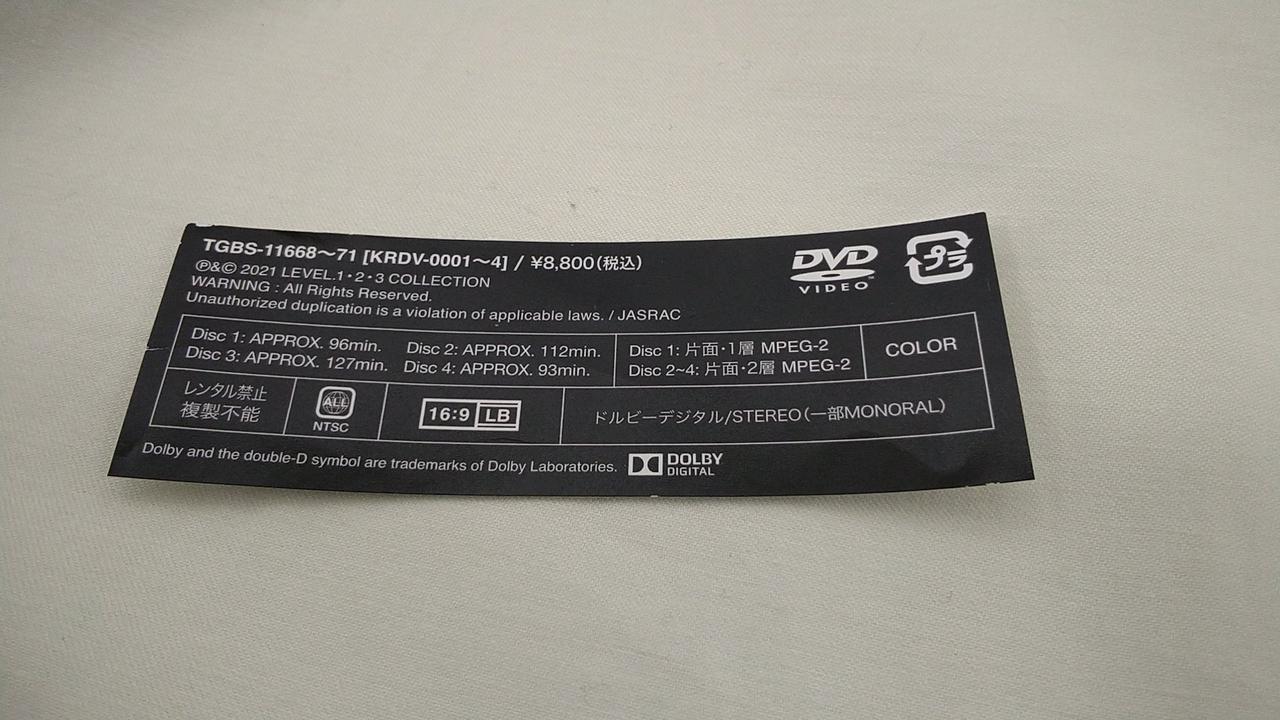 TGBS-11668～71 [KRDV-0001～4] / ¥8,800(税込)
Ⓟ&© 2021 LEVEL.1・2・3 COLLECTION
WARNING : All Rights Reserved.
Unauthorized duplication is a violation of applicable laws. / JASRAC
DVD
VIDEO
プラ
Disc 1: APPROX. 96min. Disc 2: APPROX. 112min.
Disc 3: APPROX. 127min. Disc 4: APPROX. 93min.
Disc 1: 片面・1層 MPEG-2
Disc 2~4: 片面・2層 MPEG-2
COLOR
レンタル禁止
複製不能
ALL
NTSC
16:9 LB
ドルビーデジタル/STEREO(一部MONORAL)
Dolby and the double-D symbol are trademarks of Dolby Laboratories.
DOLBY
DIGITAL